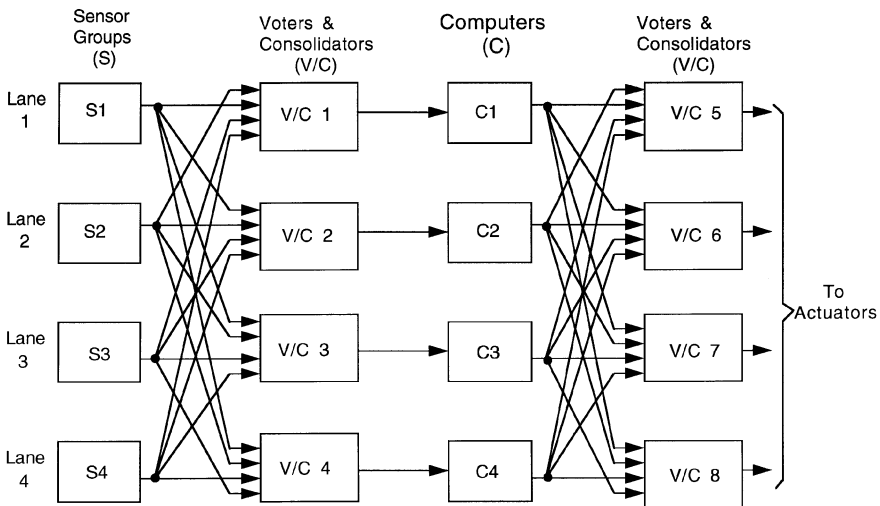 Sensor
Groups
(S)
Voters &
Consolidators
(V/C)
Computers
(C)
Voters &
Consolidators
(V/C)
Lane
1
S1
V/C 1
C1
V/C 5
Lane
2
S2
V/C 2
C2
V/C 6
To
Actuators
Lane
3
S3
V/C 3
C3
V/C 7
Lane
4
S4
V/C 4
C4
V/C 8